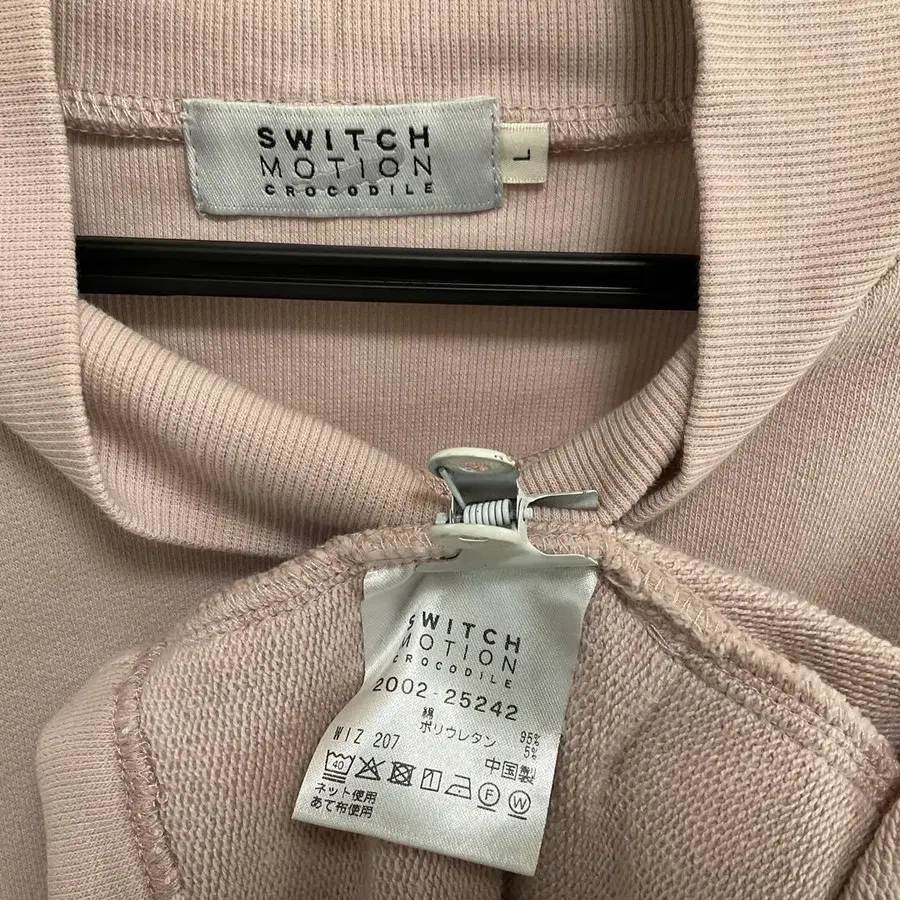 SWITCH
MOTION
CROCODILE
L
SWITCH
MOTION
CROCODILE
2002-25242
綿 95%
ポリウレタン 5%
WIZ 207
中国製
40
F
W
ネット使用
あて布使用